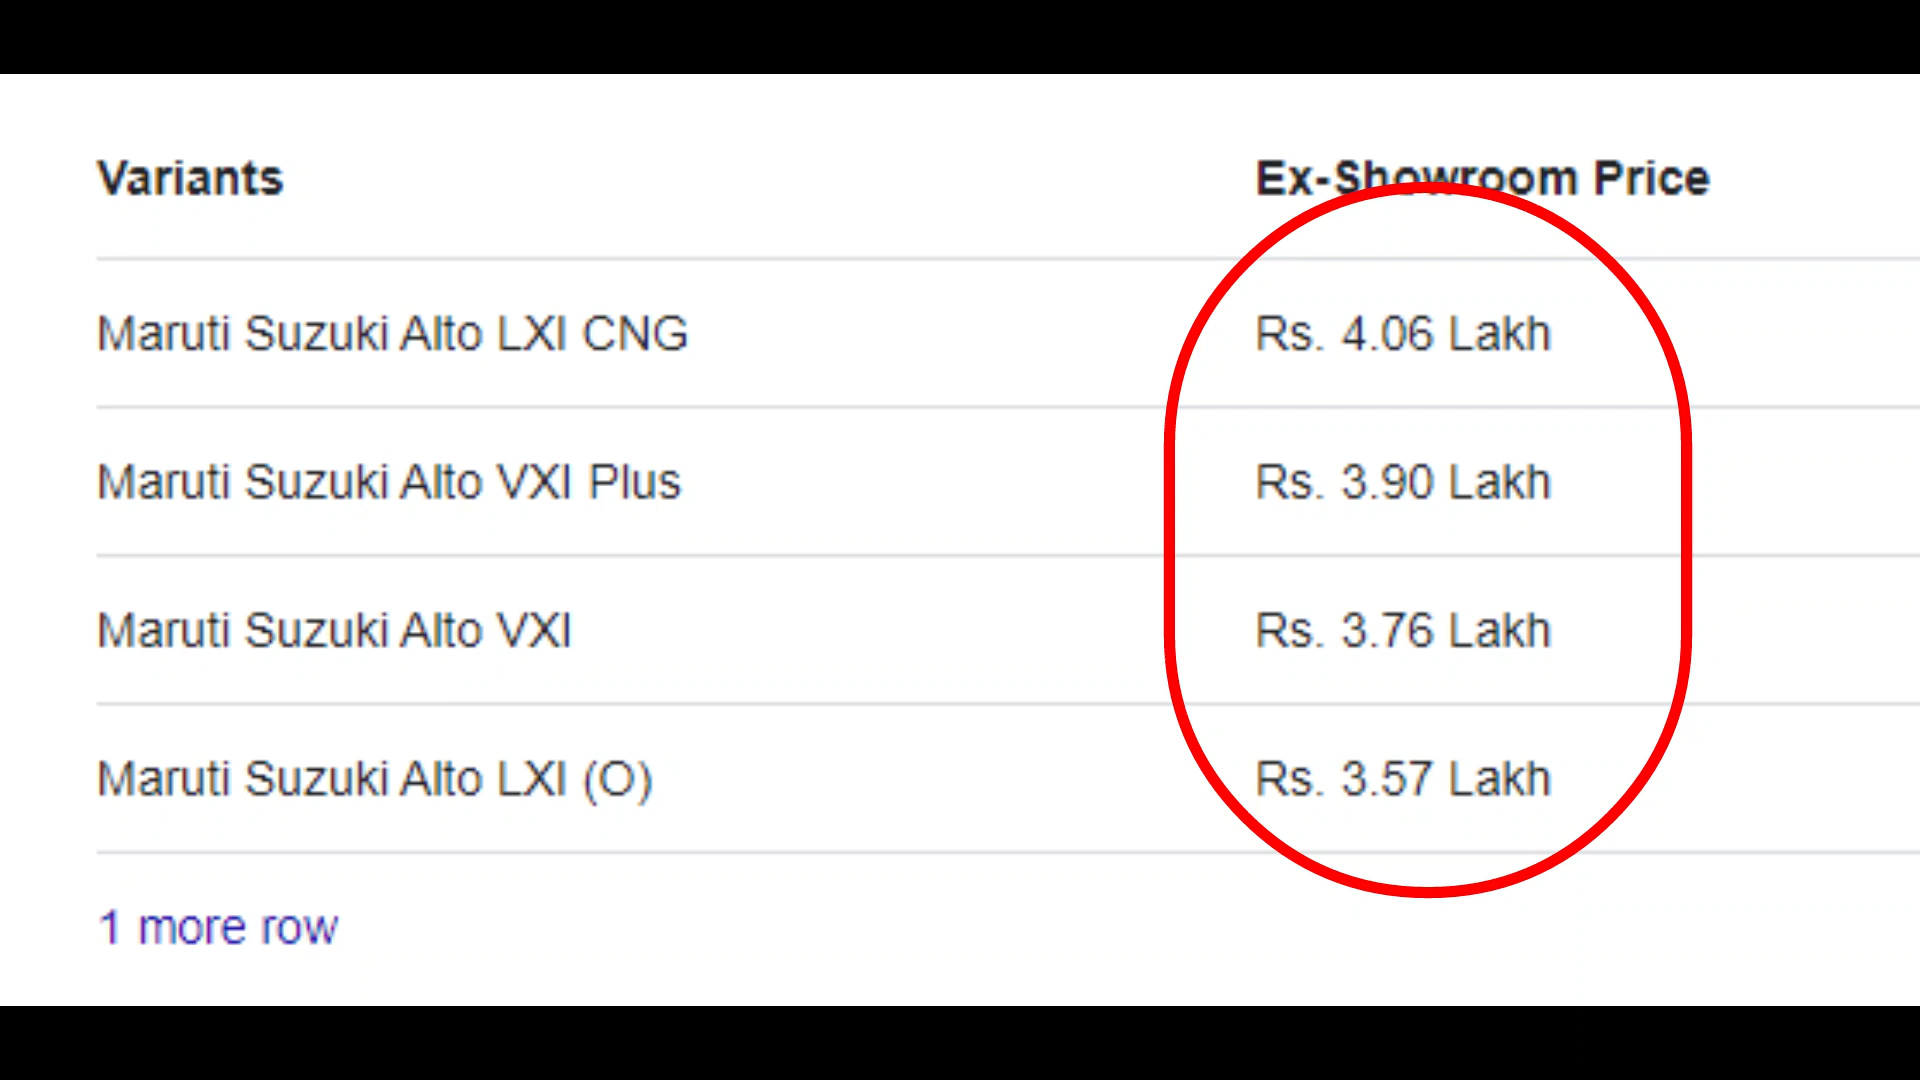 Variants Ex-Showroom Price
Maruti Suzuki Alto LXI CNG Rs. 4.06 Lakh
Maruti Suzuki Alto VXI Plus Rs. 3.90 Lakh
Maruti Suzuki Alto VXI Rs. 3.76 Lakh
Maruti Suzuki Alto LXI (O) Rs. 3.57 Lakh
1 more row